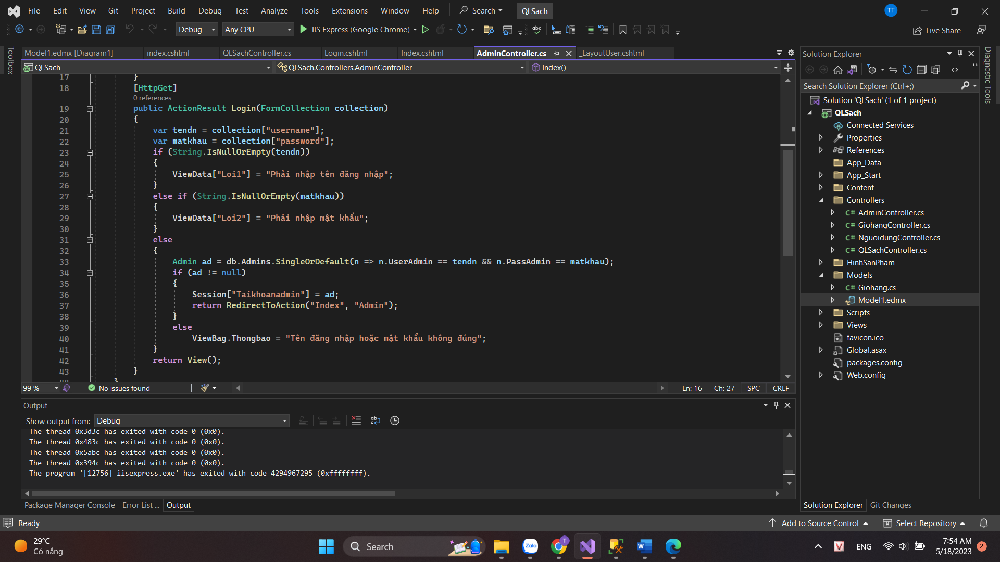 File Edit View Git Project Build Debug Test Analyze Tools Extensions Window Help Search QLSach TT
Debug Any CPU IIS Express (Google Chrome) Live Share
Toolbox
Model1.edmx [Diagram1] index.cshtml QLSachController.cs Login.cshtml Index.cshtml AdminController.cs _LayoutUser.cshtml
QLSach QLSach.Controllers.AdminController Index()
17 }
18 [HttpGet]
0 references
19 public ActionResult Login(FormCollection collection)
20 {
21 var tendn = collection["username"];
22 var matkhau = collection["password"];
23 if (String.IsNullOrEmpty(tendn))
24 {
25 ViewData["Loi1"] = "Phải nhập tên đăng nhập";
26 }
27 else if (String.IsNullOrEmpty(matkhau))
28 {
29 ViewData["Loi2"] = "Phải nhập mật khẩu";
30 }
31 else
32 {
33 Admin ad = db.Admins.SingleOrDefault(n => n.UserAdmin == tendn && n.PassAdmin == matkhau);
34 if (ad != null)
35 {
36 Session["Taikhoanadmin"] = ad;
37 return RedirectToAction("Index", "Admin");
38 }
39 else
40 ViewBag.Thongbao = "Tên đăng nhập hoặc mật khẩu không đúng";
41 }
42 return View();
43 }
99 % No issues found Ln: 16 Ch: 27 SPC CRLF
Output
Show output from: Debug
The thread 0x3d3c has exited with code 0 (0x0).
The thread 0x483c has exited with code 0 (0x0).
The thread 0x5abc has exited with code 0 (0x0).
The thread 0x394c has exited with code 0 (0x0).
The program '[12756] iisexpress.exe' has exited with code 4294967295 (0xffffffff).
Package Manager Console Error List ... Output
Solution Explorer
Search Solution Explorer (Ctrl+;)
Solution 'QLSach' (1 of 1 project)
QLSach
Connected Services
Properties
References
App_Data
App_Start
Content
Controllers
C# AdminController.cs
C# GiohangController.cs
C# NguoidungController.cs
C# QLSachController.cs
HinhSanPham
Models
C# Giohang.cs
Model1.edmx
Scripts
Views
favicon.ico
Global.asax
packages.config
Web.config
Solution Explorer Git Changes
Diagnostic Tools
Ready Add to Source Control Select Repository
29°C
Có nắng
Search
Zalo
T
W
V
ENG
7:54 AM
5/18/2023
2